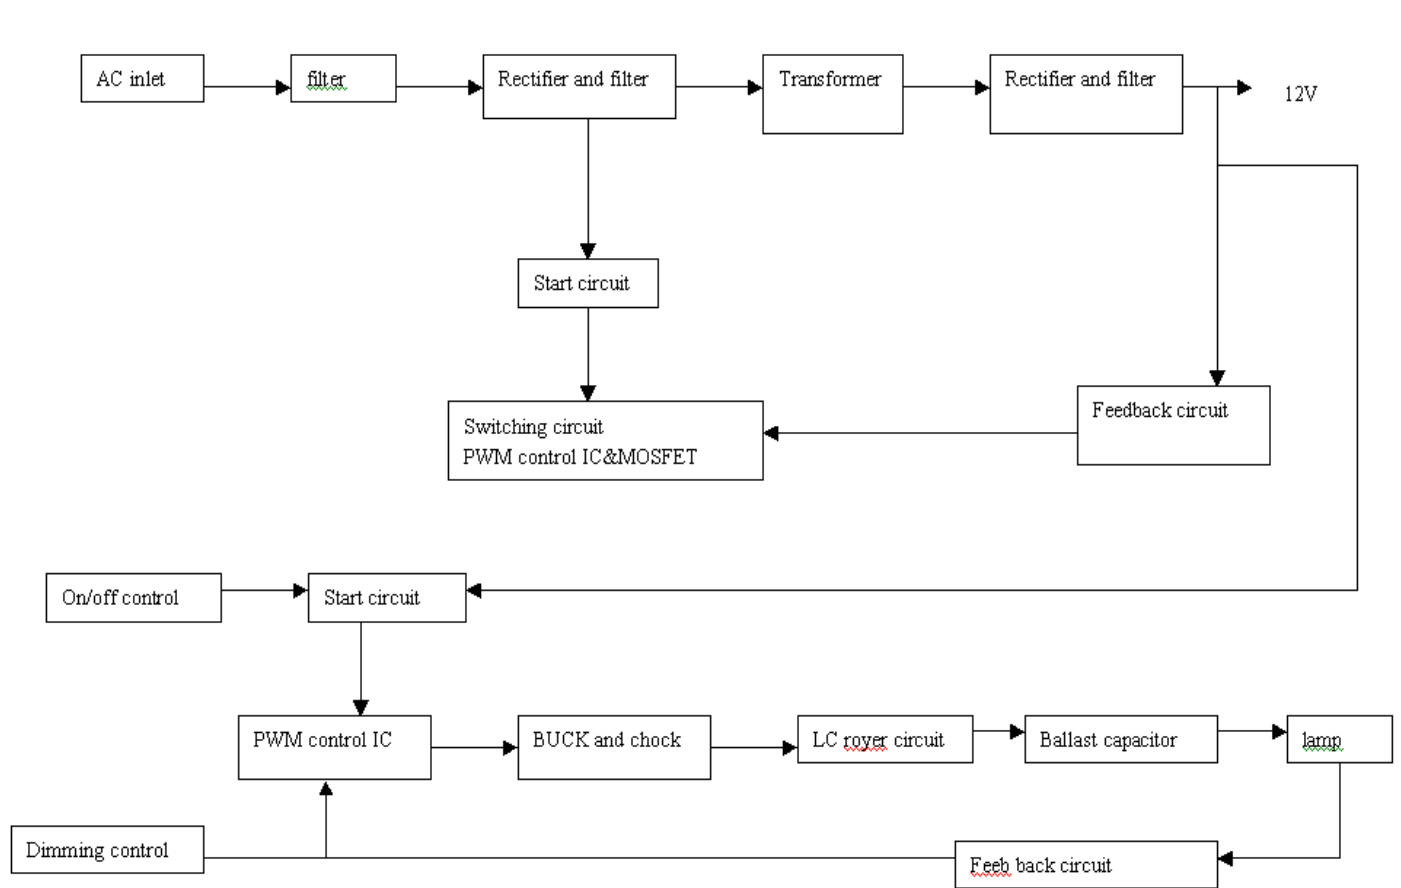 AC inlet
filter
Rectifier and filter
Transformer
Rectifier and filter
12V
Start circuit
Switching circuit
PWM control IC&MOSFET
Feedback circuit
On/off control
Start circuit
PWM control IC
BUCK and chock
LC royer circuit
Ballast capacitor
lamp
Dimming control
Feeb back circuit